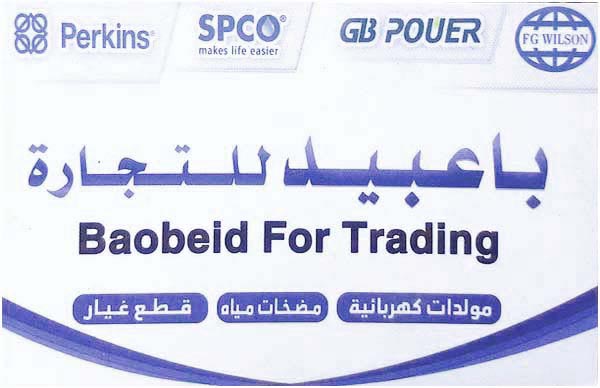 Perkins® SPCO® GB POWER FG WILSON
makes life easier
باعبيد للتجارة
Baobeid For Trading
مولدات كهربائية مضخات مياه قطع غيار